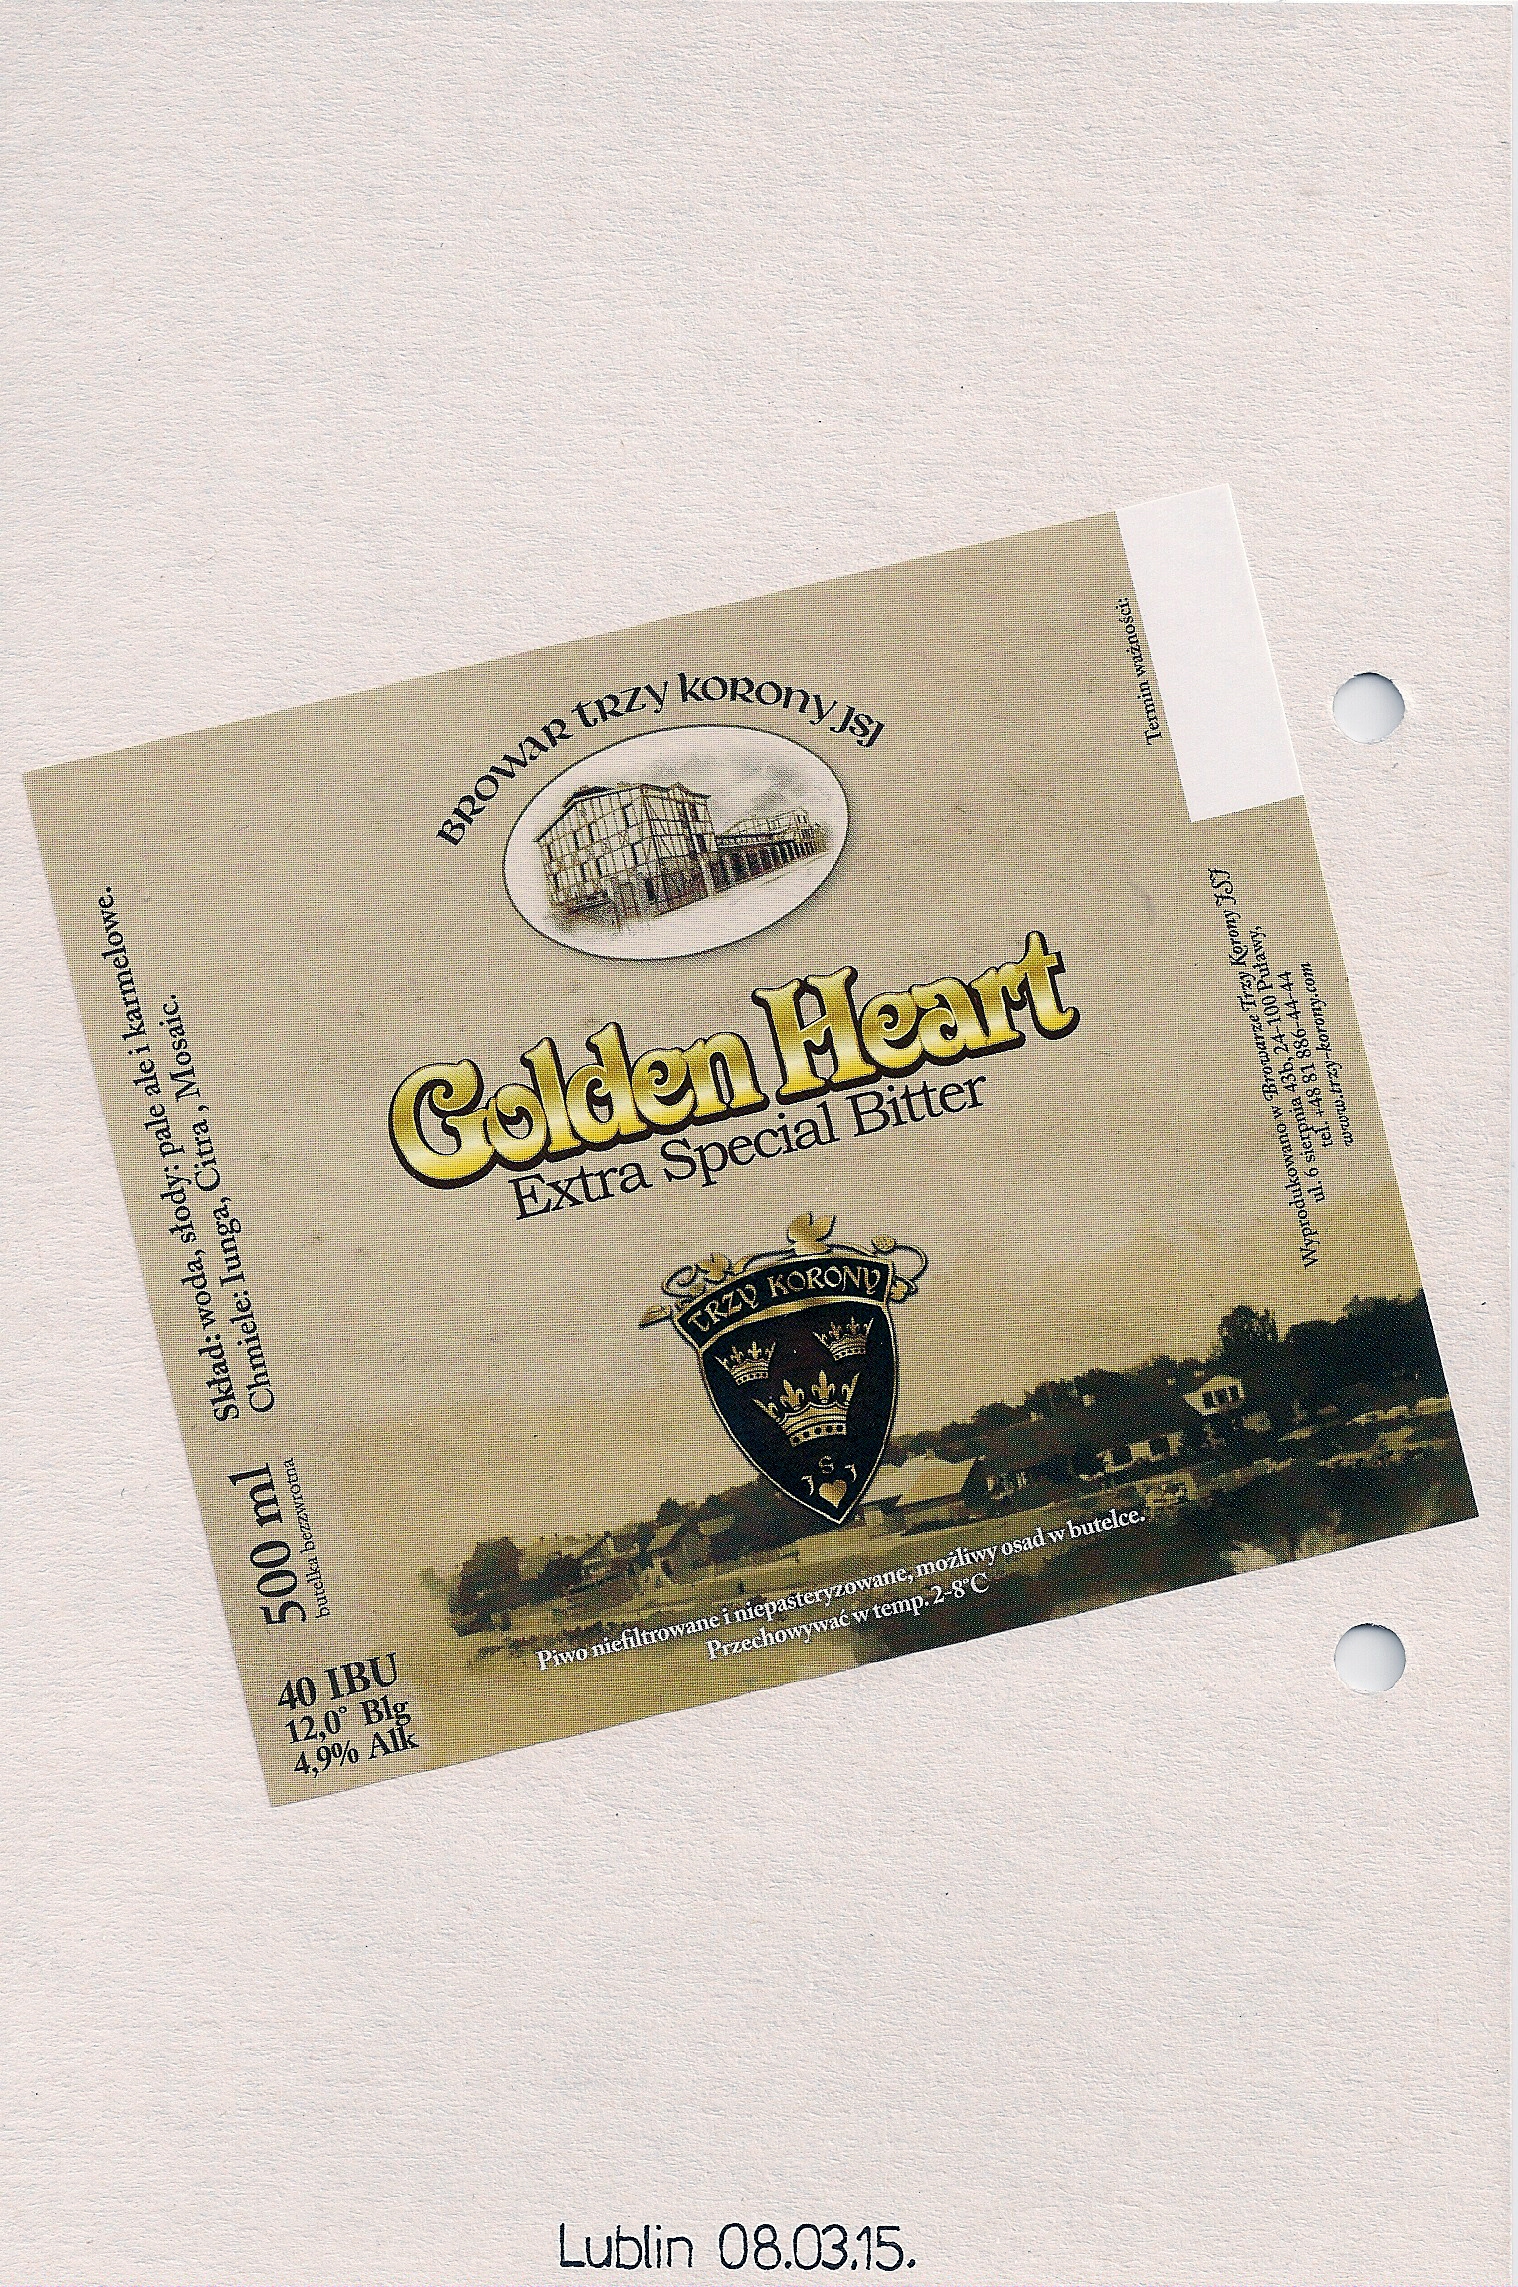 BROWAR TRZY KORONY JSJ
Golden Heart
Extra Special Bitter
TRZY KORONY
J S J
Piwo niefiltrowane i niepasteryzowane, możliwy osad w butelce.
Przechowywać w temp. 2-8°C
Skład: woda, słody: pale ale i karmelowe.
Chmiele: Iunga, Citra , Mosaic.
500 ml
butelka bezzwrotna
40 IBU
12,0° Blg
4,9% Alk
Termin ważności:
Wyprodukowano w Browarze Trzy Korony JSJ
ul. 6 sierpnia 43b, 24-100 Puławy,
tel. +48 81 886-44-44
www.trzy-korony.com
Lublin 08.03.15.